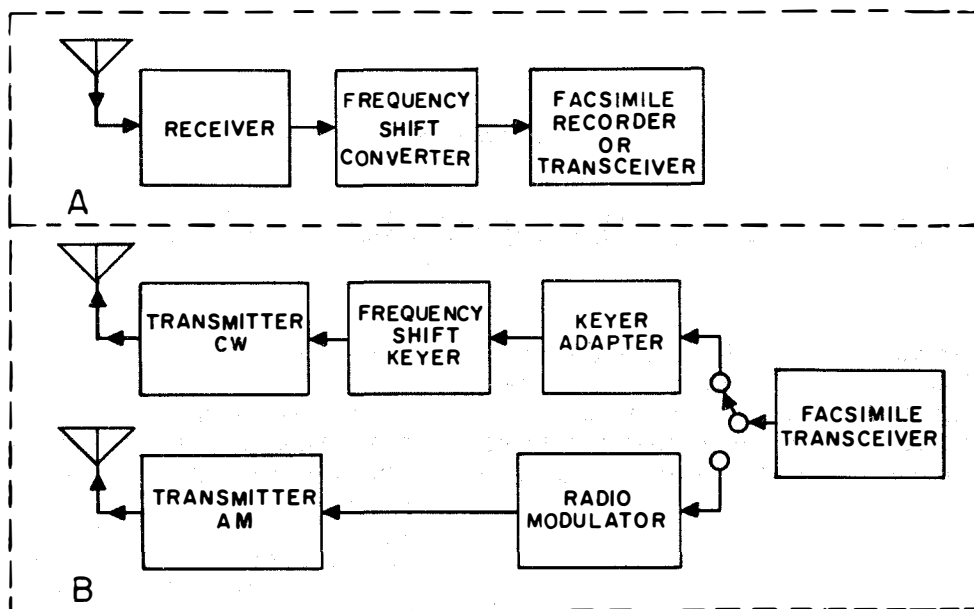 RECEIVER
FREQUENCY
SHIFT
CONVERTER
FACSIMILE
RECORDER
OR
TRANSCEIVER
A
TRANSMITTER
CW
FREQUENCY
SHIFT
KEYER
KEYER
ADAPTER
FACSIMILE
TRANSCEIVER
TRANSMITTER
AM
RADIO
MODULATOR
B